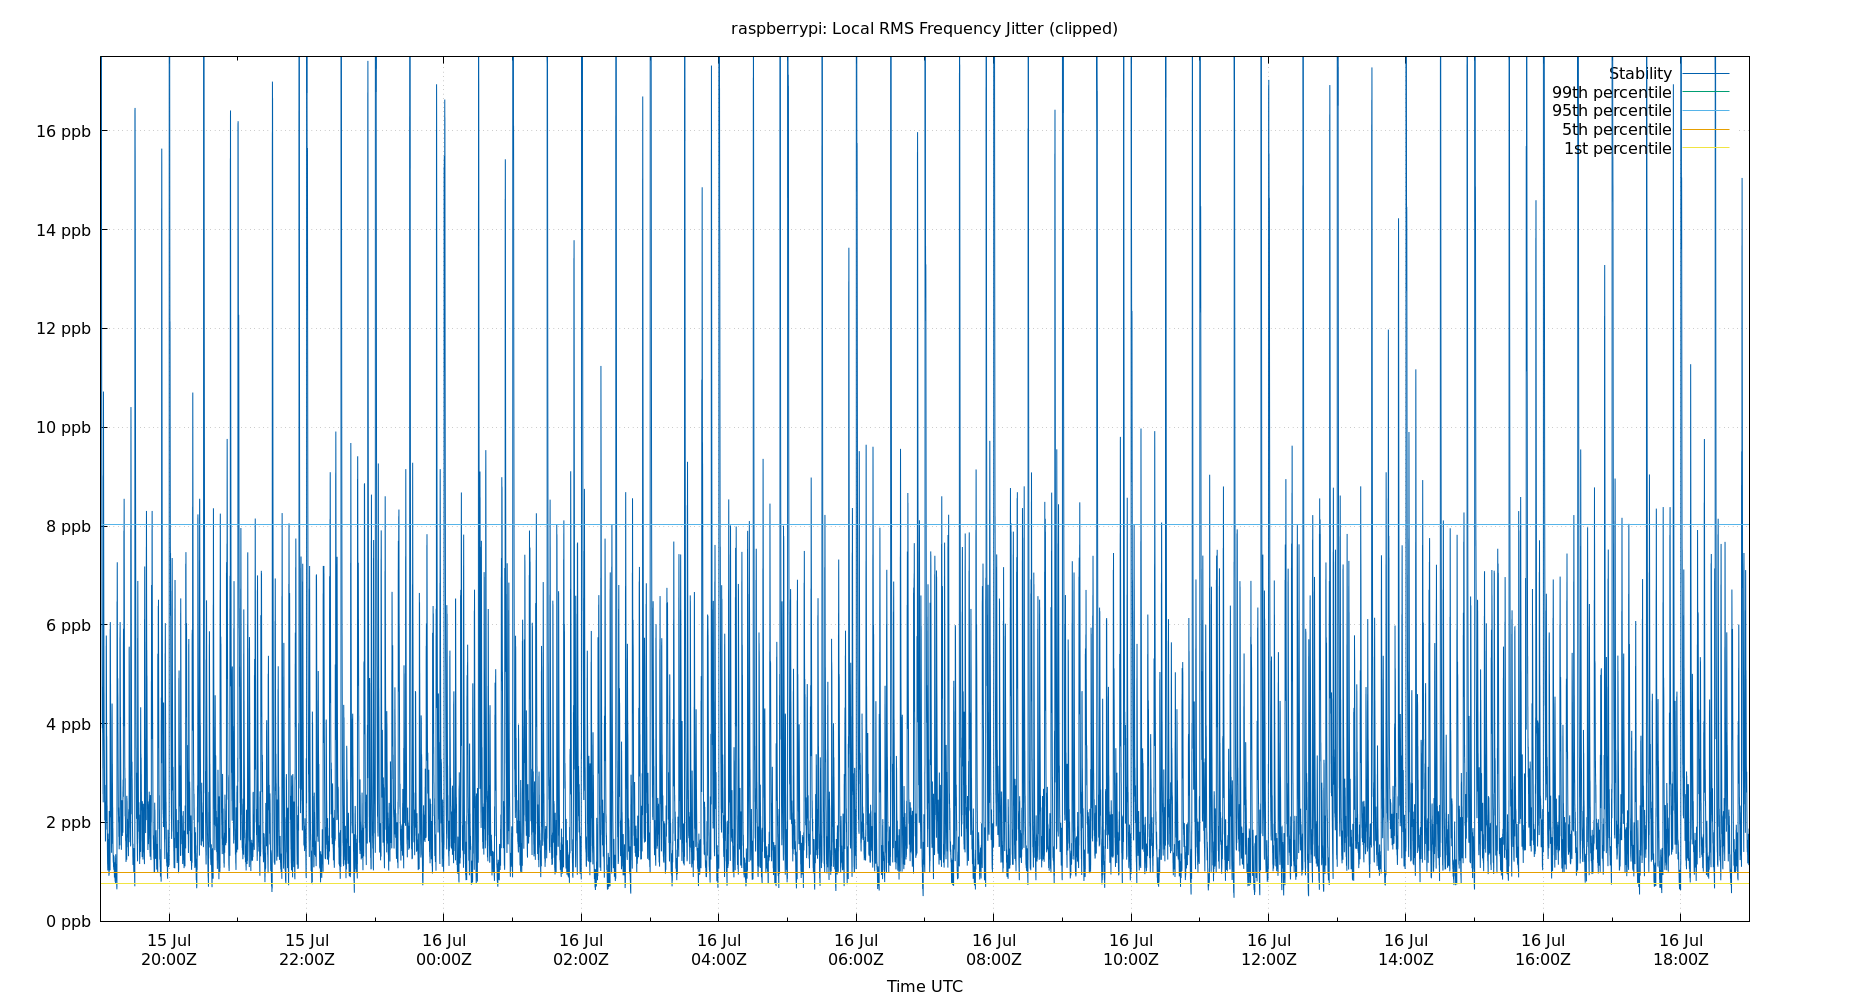 raspberrypi: Local RMS Frequency Jitter (clipped)
Stability
99th percentile
95th percentile
5th percentile
1st percentile
16 ppb
14 ppb
12 ppb
10 ppb
8 ppb
6 ppb
4 ppb
2 ppb
0 ppb
15 Jul 15 Jul 16 Jul 16 Jul 16 Jul 16 Jul 16 Jul 16 Jul 16 Jul 16 Jul 16 Jul 16 Jul
20:00Z 22:00Z 00:00Z 02:00Z 04:00Z 06:00Z 08:00Z 10:00Z 12:00Z 14:00Z 16:00Z 18:00Z
Time UTC